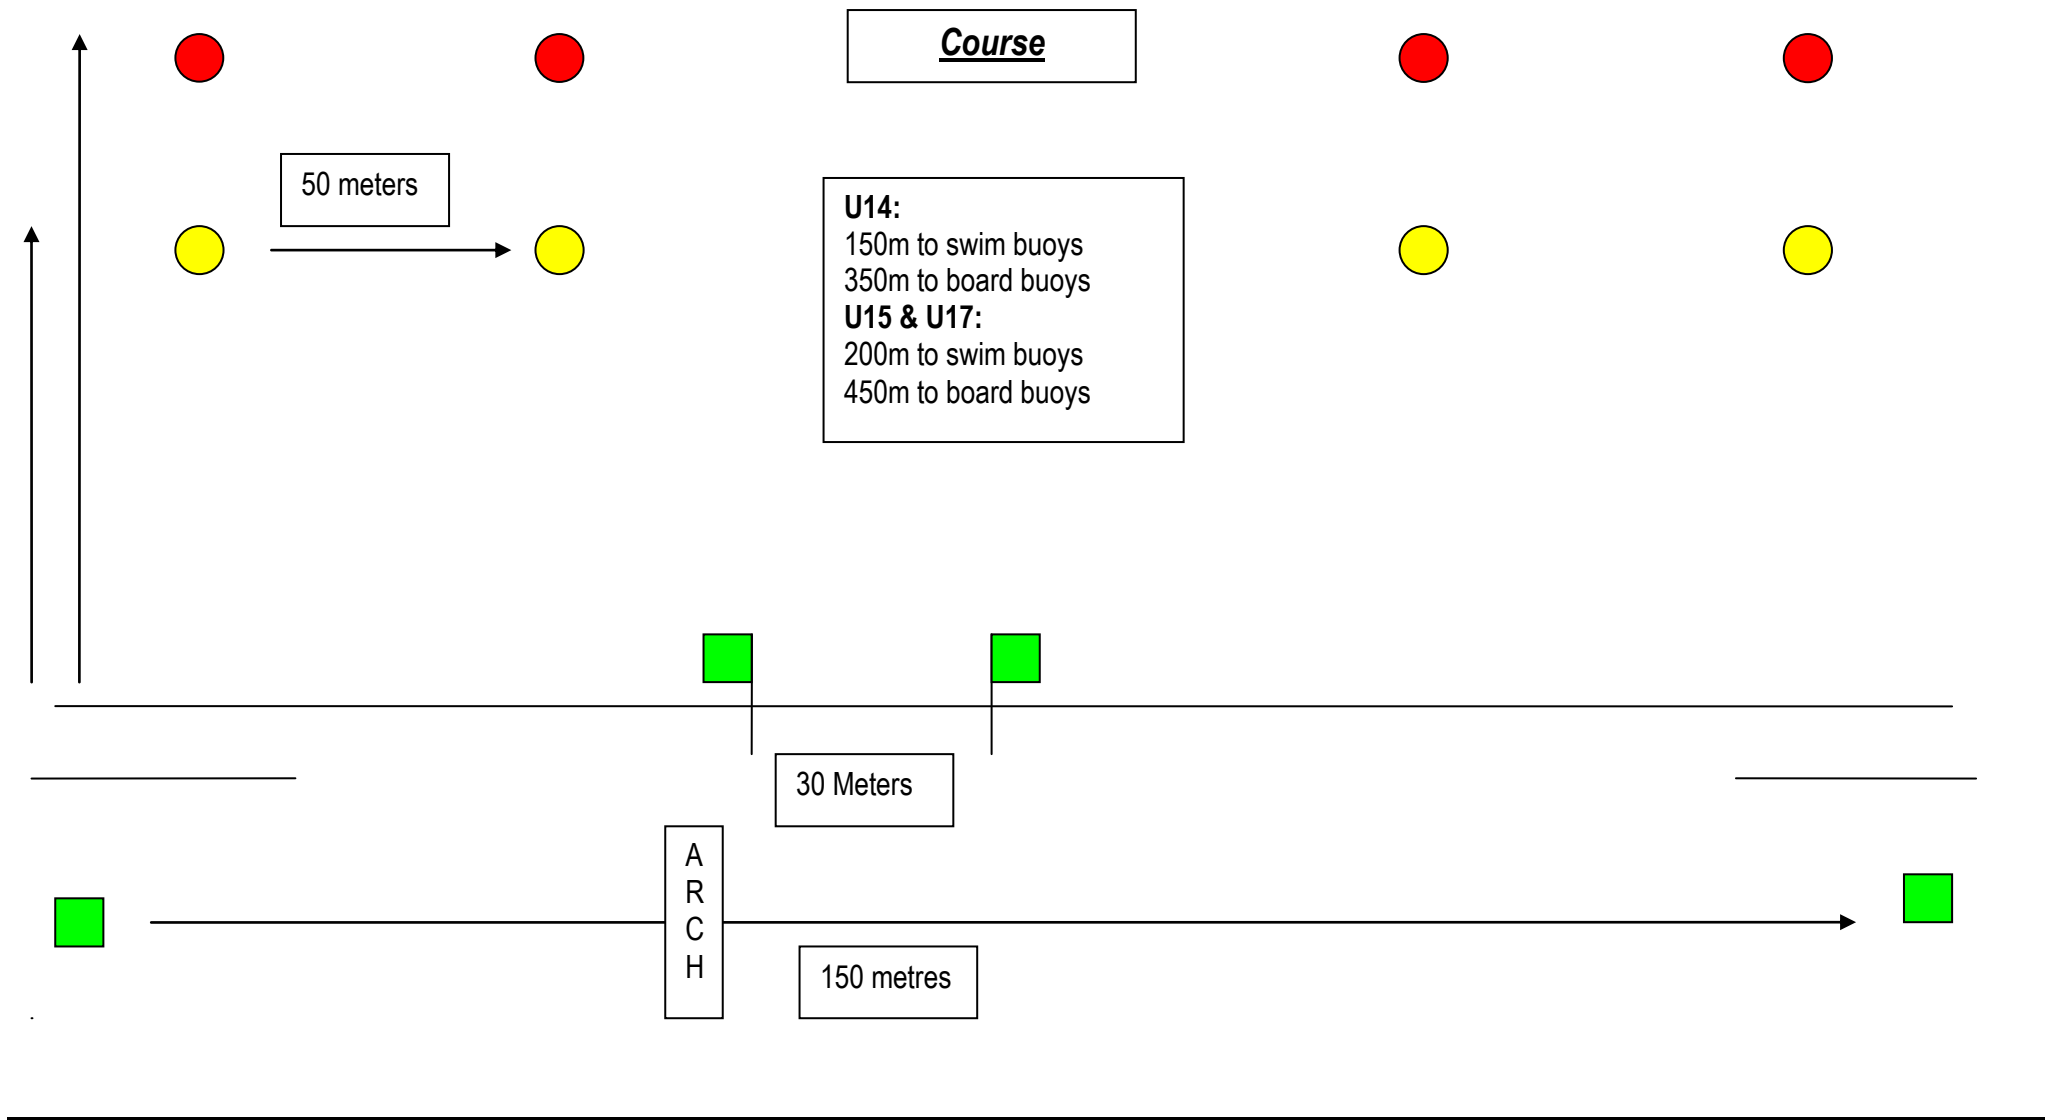 Course
50 meters
U14:
150m to swim buoys
350m to board buoys
U15 & U17:
200m to swim buoys
450m to board buoys
30 Meters
A
R
C
H
150 metres